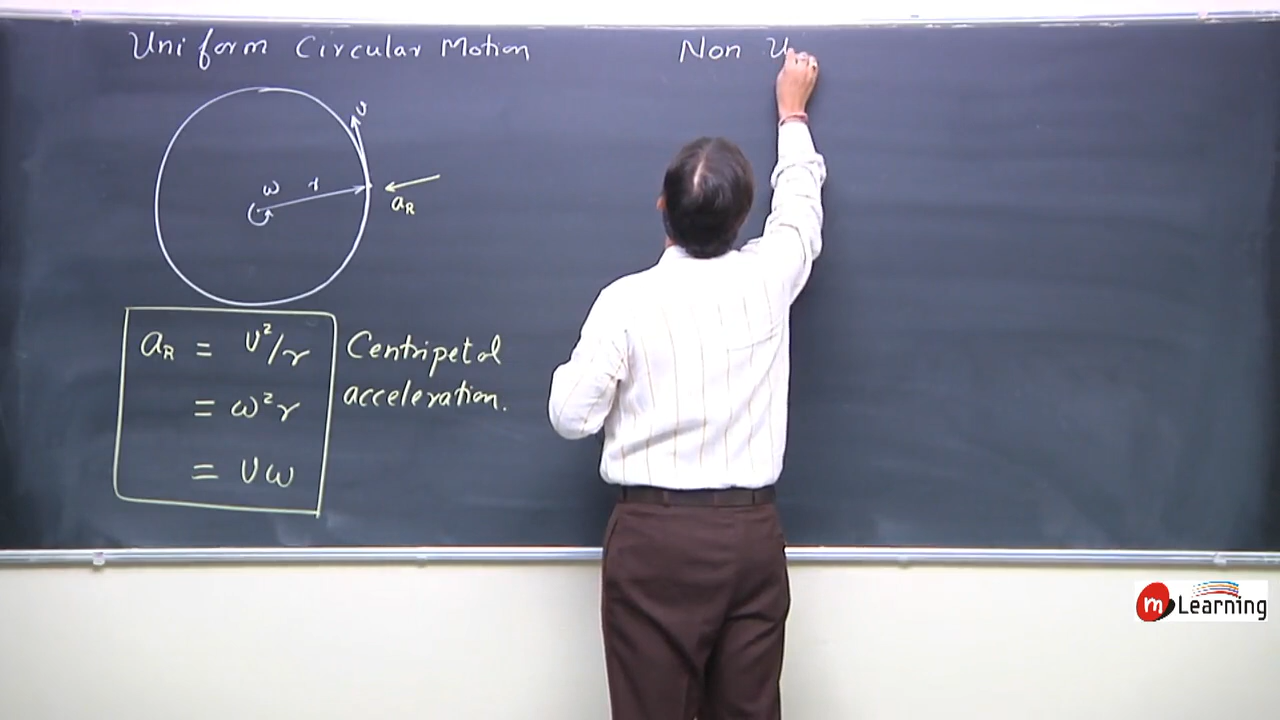 Uniform Circular Motion
Non U
v
ω r
aR
aR = v²/r
= ω²r
= vω
Centripetal
acceleration.
m Learning